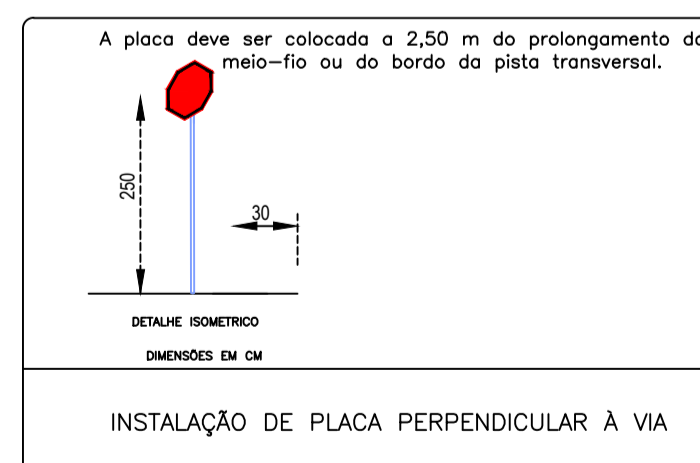 A placa deve ser colocada a 2,50 m do prolongamento do
meio-fio ou do bordo da pista transversal.
250
30
DETALHE ISOMETRICO
DIMENSÕES EM CM
INSTALAÇÃO DE PLACA PERPENDICULAR À VIA